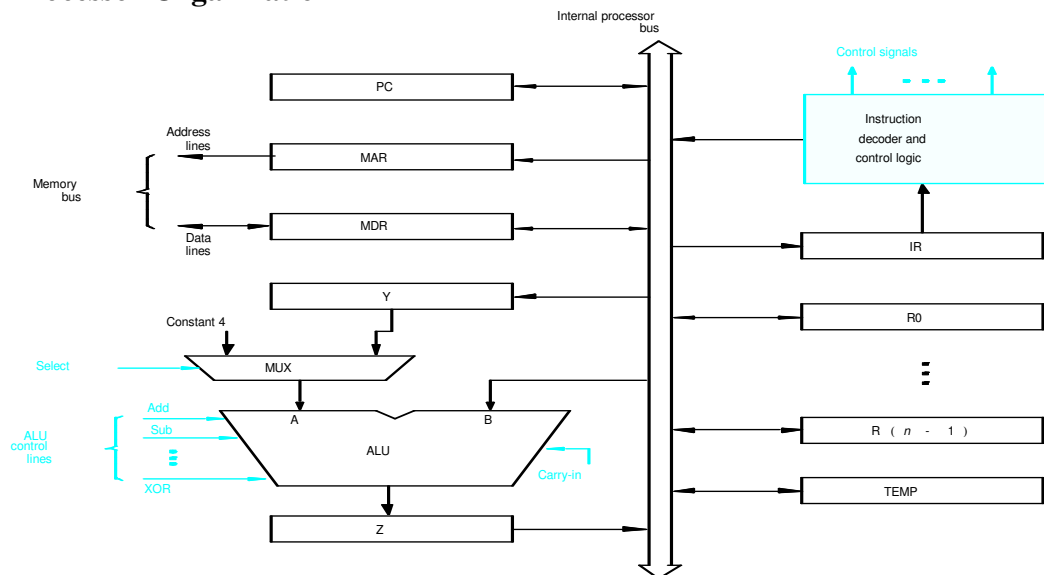 Internal processor
bus
Control signals
PC
Instruction
decoder and
control logic
Address
lines
MAR
Memory
bus
MDR
Data
lines
IR
Y
Constant 4
R0
Select
MUX
Add
A
B
Sub
ALU
control
lines
ALU
R ( n - 1 )
Carry-in
XOR
TEMP
Z